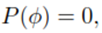 P(ϕ) = 0,